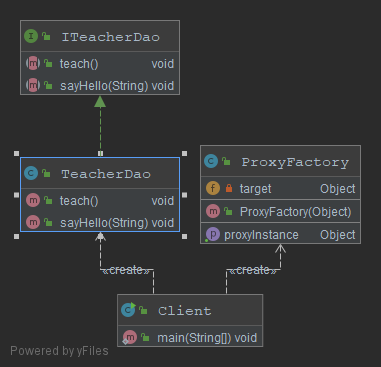 I ITeacherDao
m teach() void
m sayHello(String) void
C TeacherDao
m teach() void
m sayHello(String) void
C ProxyFactory
f target Object
m ProxyFactory(Object)
p proxyInstance Object
«create»
«create»
C Client
m main(String[]) void
Powered by yFiles